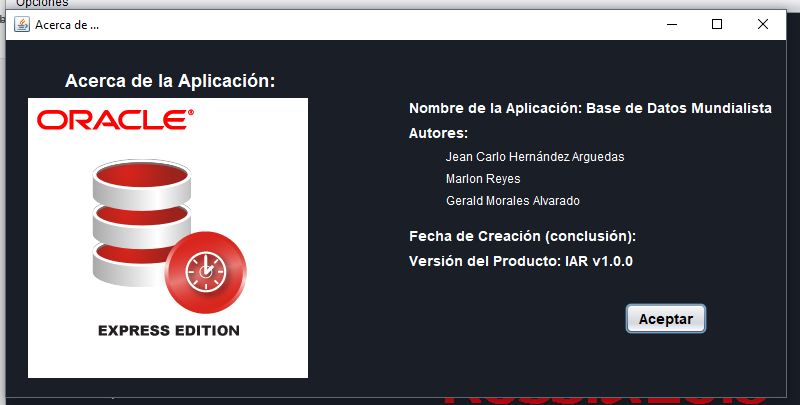 Opciones
Acerca de ...
Acerca de la Aplicación:
ORACLE®
EXPRESS EDITION
Nombre de la Aplicación: Base de Datos Mundialista
Autores:
Jean Carlo Hernández Arguedas
Marlon Reyes
Gerald Morales Alvarado
Fecha de Creación (conclusión):
Versión del Producto: IAR v1.0.0
Aceptar